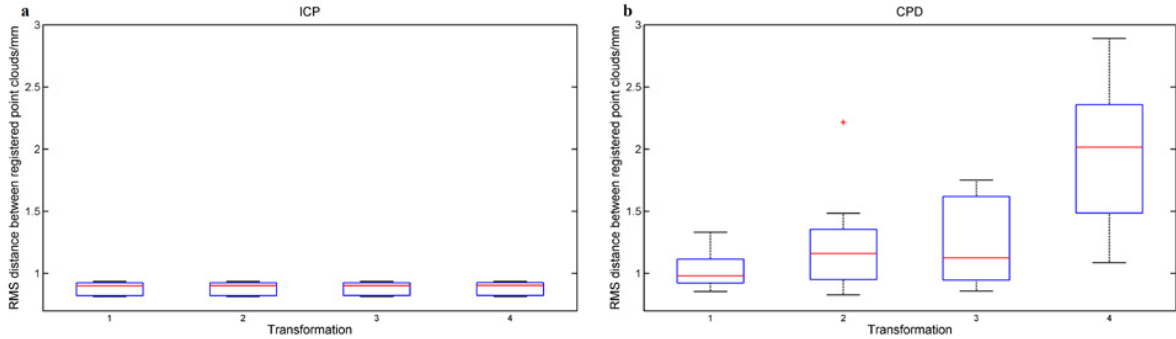 a
ICP
RMS distance between registered point clouds/mm
3
2.5
2
1.5
1
1
2
3
4
Transformation
b
CPD
RMS distance between registered point clouds/mm
3
2.5
2
1.5
1
1
2
3
4
Transformation